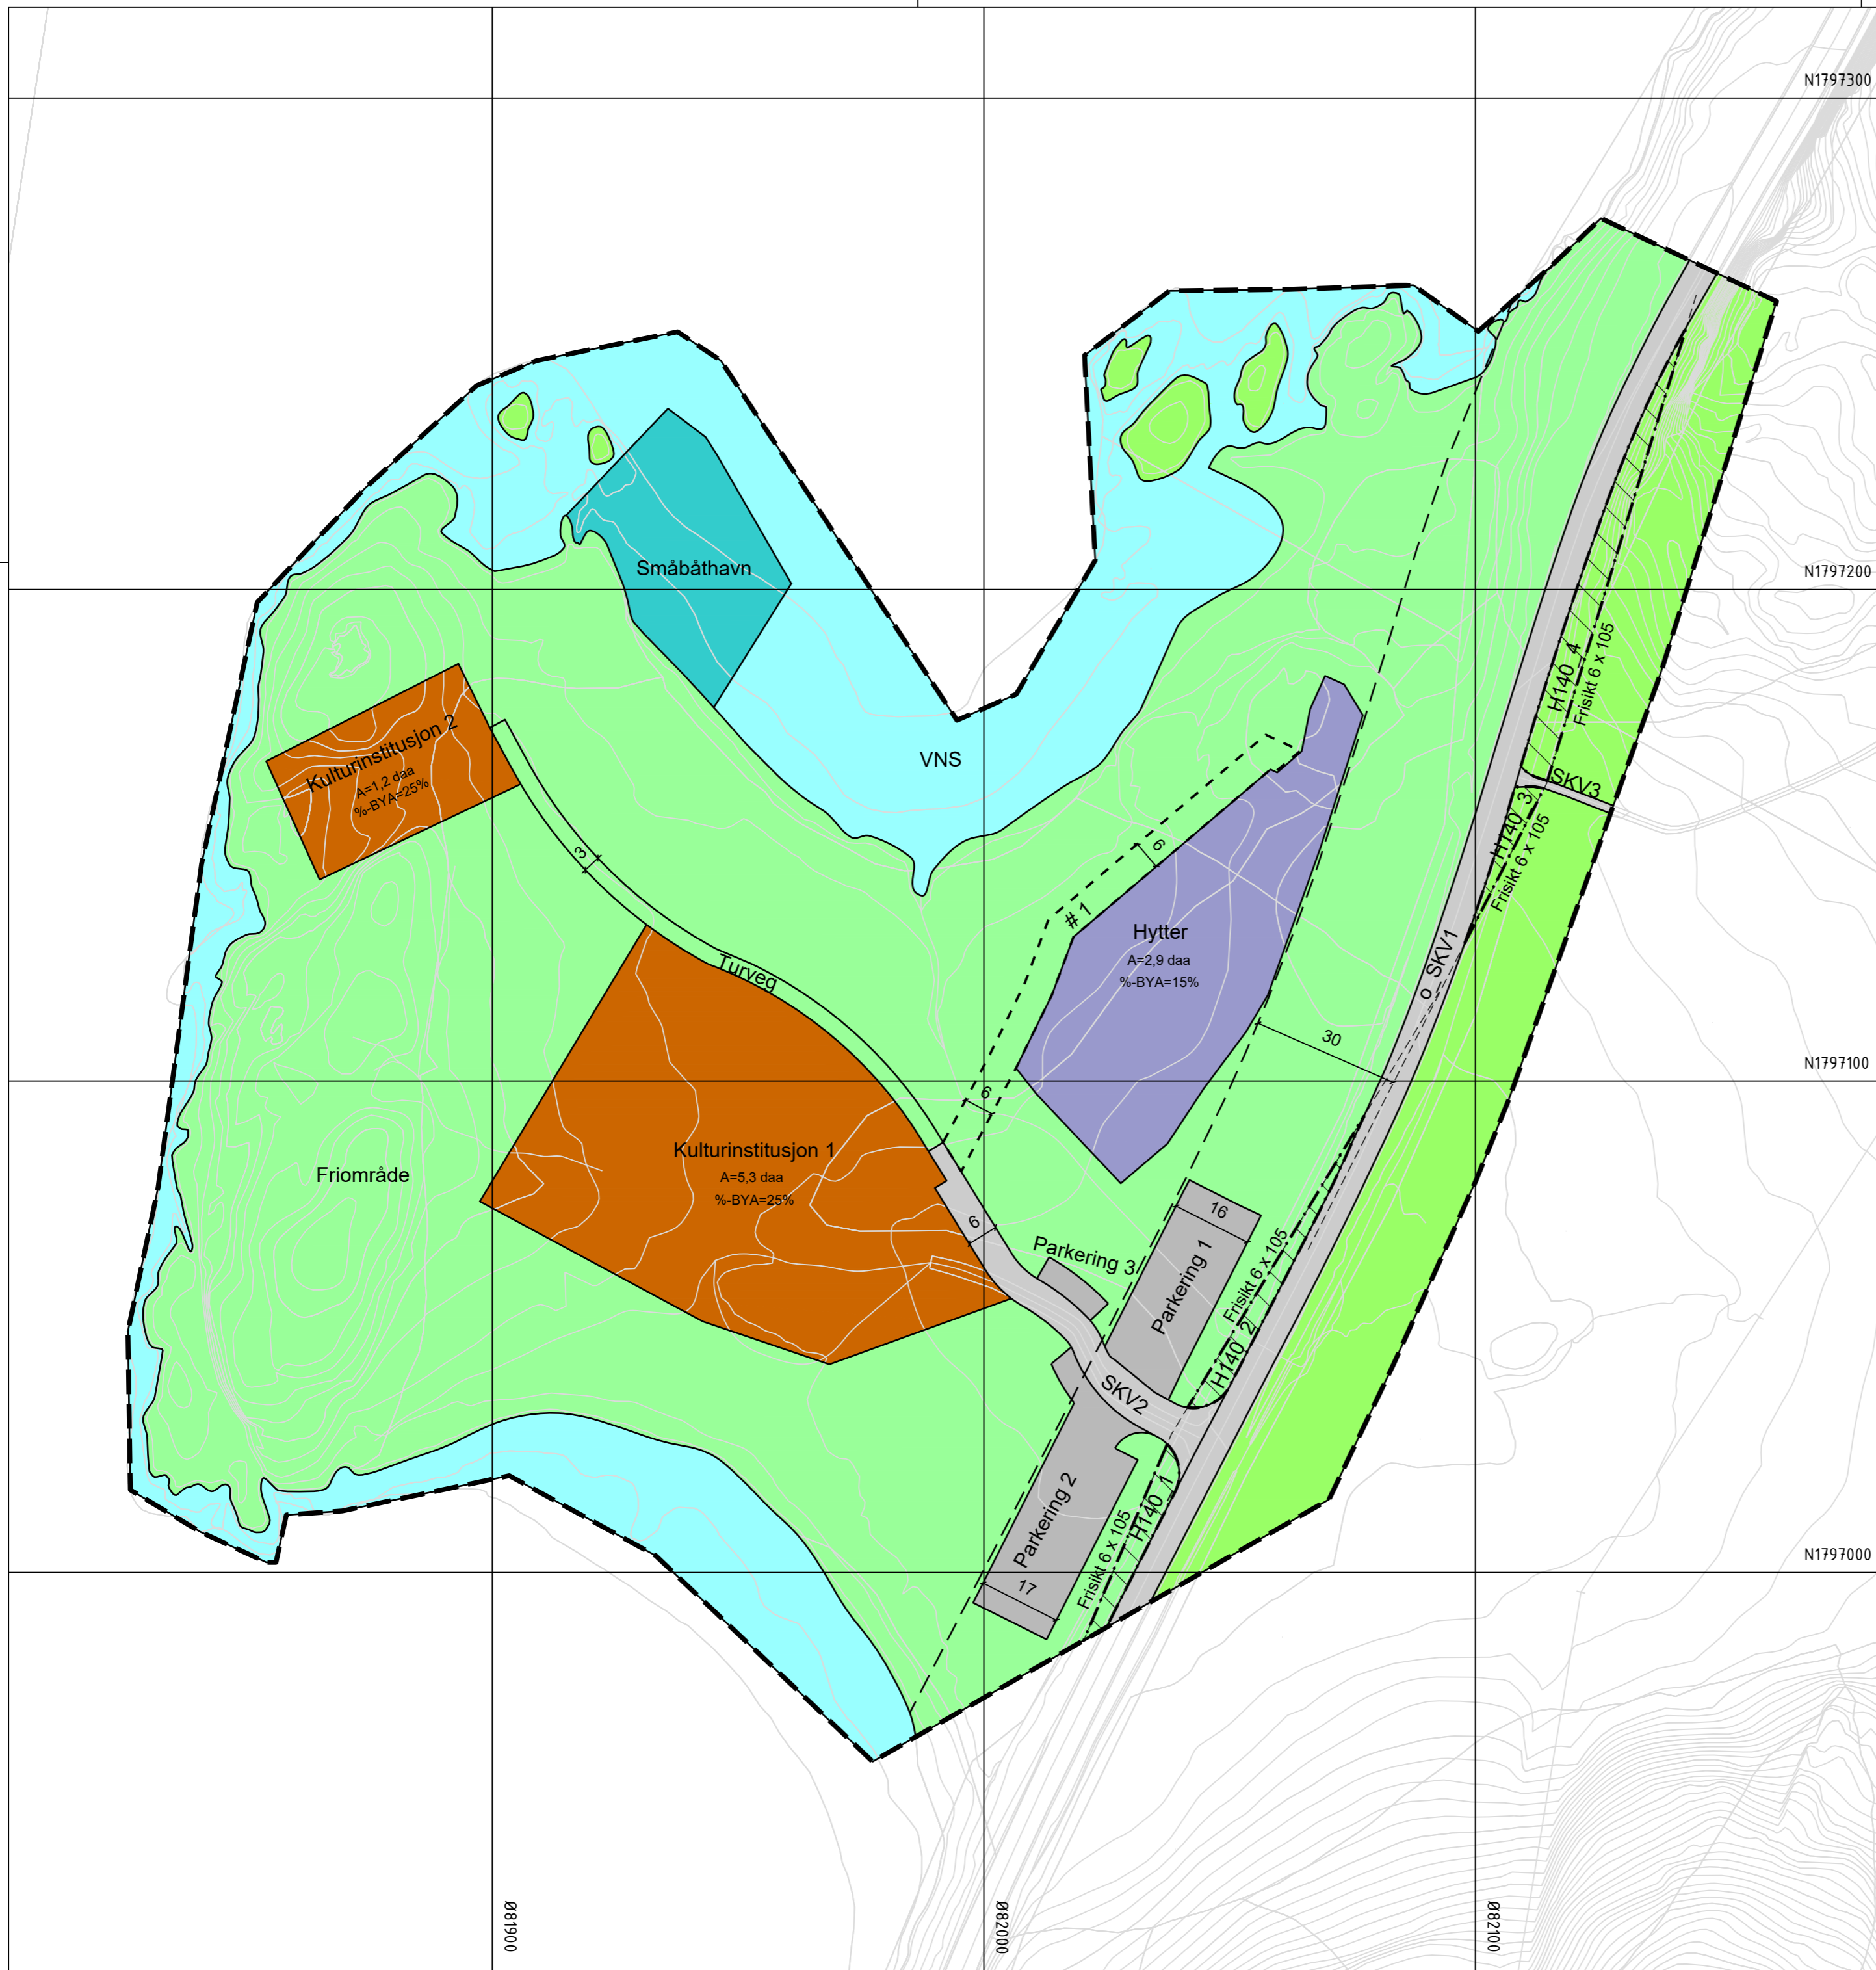 N1797300
N1797200
Småbåthavn
H140_4
Frisikt 6 x 105
Kulturinstitusjon 2
A=1,2 daa
%-BYA=25%
VNS
SKV3
H140_3
Frisikt 6 x 105
3
6
# 1
Hytter
A=2,9 daa
%-BYA=15%
o_SKV1
Turveg
30
N1797100
6
Kulturinstitusjon 1
A=5,3 daa
%-BYA=25%
Friområde
6
16
Parkering 3
Parkering 1
Frisikt 6 x 105
H140_2
SKV2
Parkering 2
H140_1
Frisikt 6 x 105
17
N1797000
Ø81900
Ø82000
Ø82100